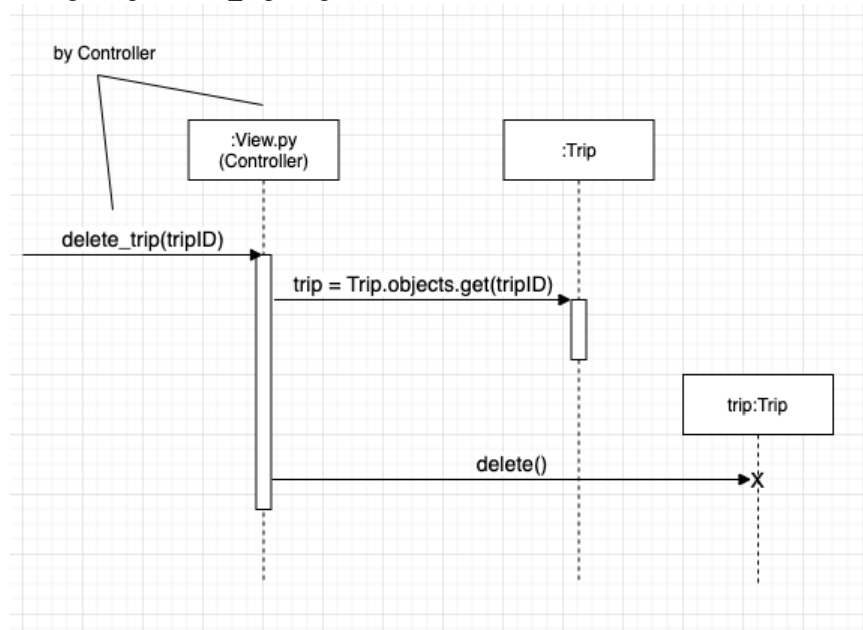 by Controller
:View.py
(Controller)
:Trip
delete_trip(tripID)
trip = Trip.objects.get(tripID)
trip:Trip
delete()
X